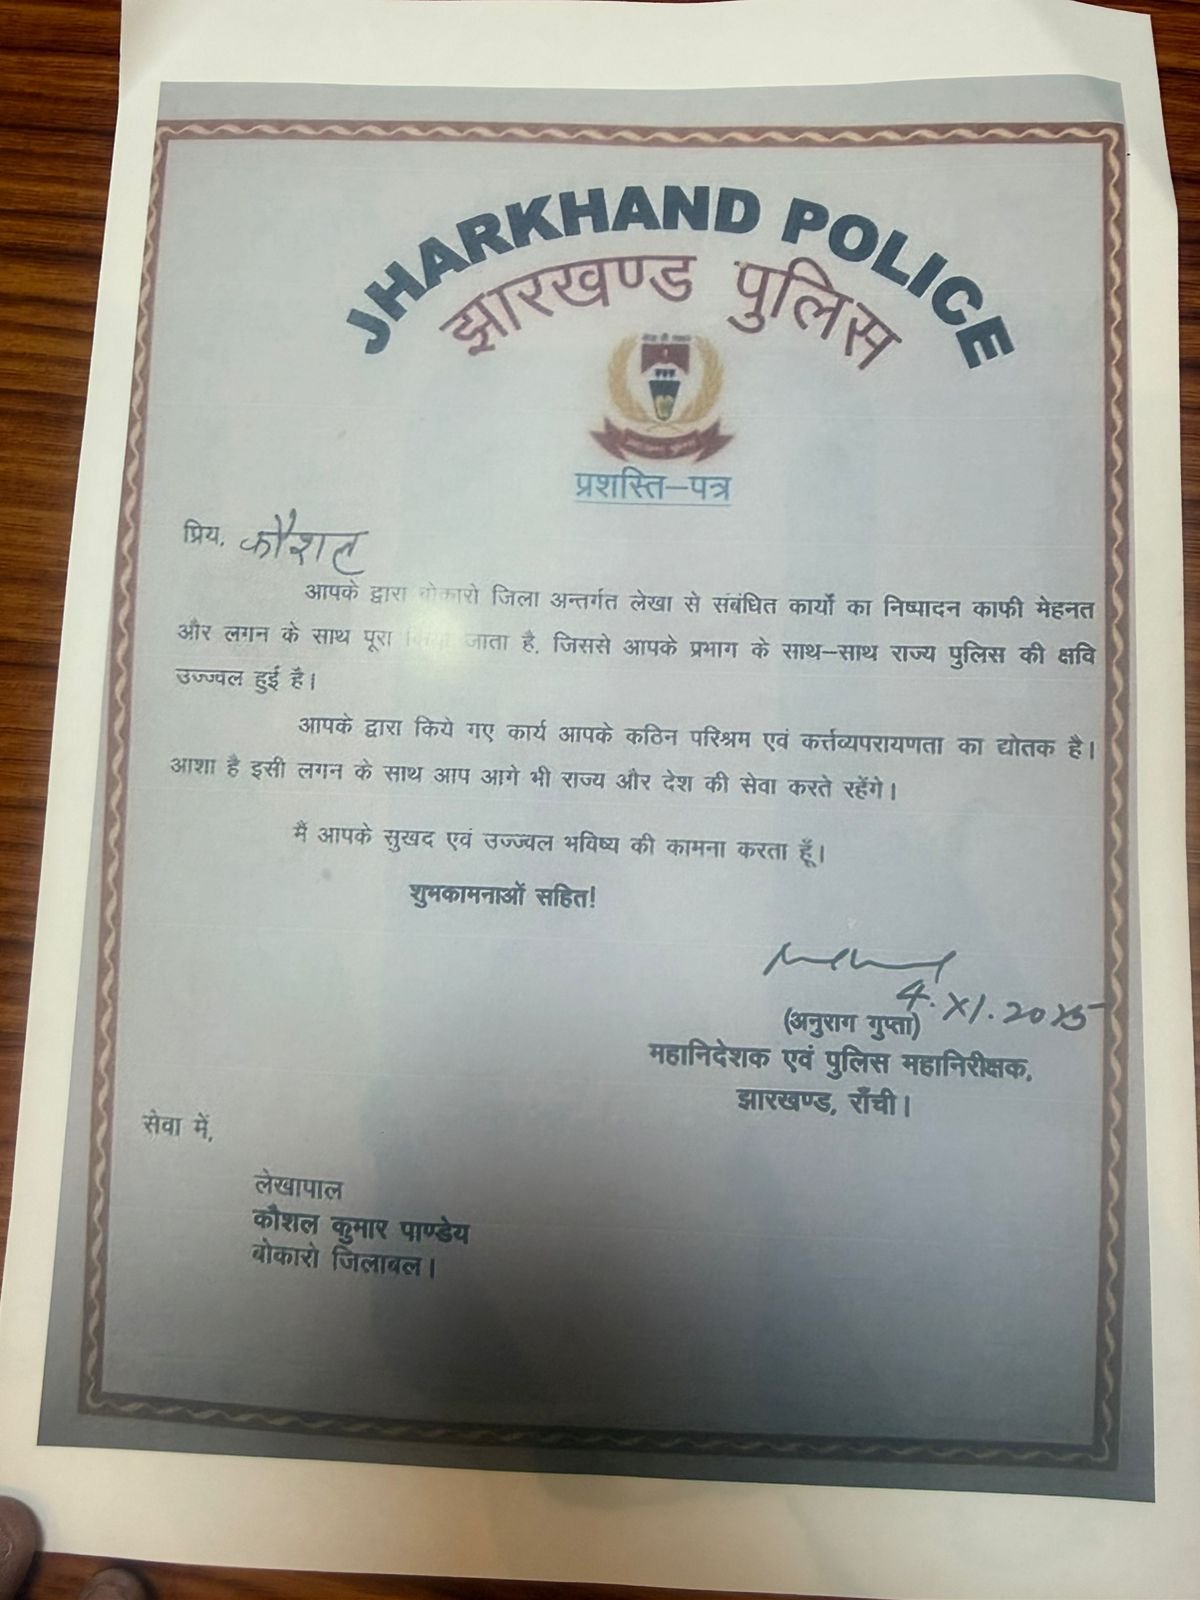 JHARKHAND POLICE
झारखण्ड पुलिस
प्रशस्ति–पत्र
प्रिय, कौशल
आपके द्वारा बोकारो जिला अन्तर्गत लेखा से संबंधित कार्यो का निष्पादन काफी मेहनत
और लगन के साथ पूरा किया जाता है, जिससे आपके प्रभाग के साथ–साथ राज्य पुलिस की क्षवि
उज्ज्वल हुई है।
आपके द्वारा किये गए कार्य आपके कठिन परिश्रम एवं कर्त्तव्यपरायणता का द्योतक है।
आशा है इसी लगन के साथ आप आगे भी राज्य और देश की सेवा करते रहेंगे।
मैं आपके सुखद एवं उज्ज्वल भविष्य की कामना करता हूँ।
शुभकामनाओं सहित!
4.XI.2025
(अनुराग गुप्ता)
महानिदेशक एवं पुलिस महानिरीक्षक,
झारखण्ड, राँची।
सेवा में,
लेखापाल
कौशल कुमार पाण्डेय
बोकारो जिलाबल।